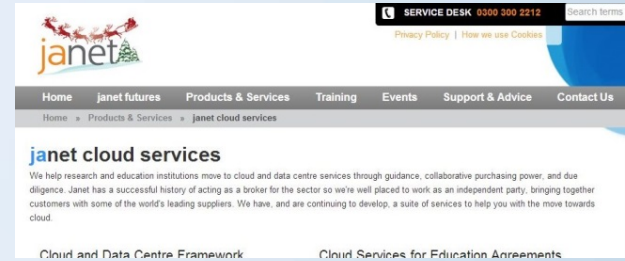 SERVICE DESK 0300 300 2212 Search terms
Privacy Policy | How we use Cookies
janet
Home janet futures Products & Services Training Events Support & Advice Contact Us
Home » Products & Services » janet cloud services
janet cloud services
We help research and education institutions move to cloud and data centre services through guidance, collaborative purchasing power, and due
diligence. Janet has a successful history of acting as a broker for the sector so we're well placed to work as an independent party, bringing together
customers with some of the world's leading suppliers. We have, and are continuing to develop, a suite of services to help you with the move towards
cloud.
Cloud and Data Centre Framework Cloud Services for Education Agreements